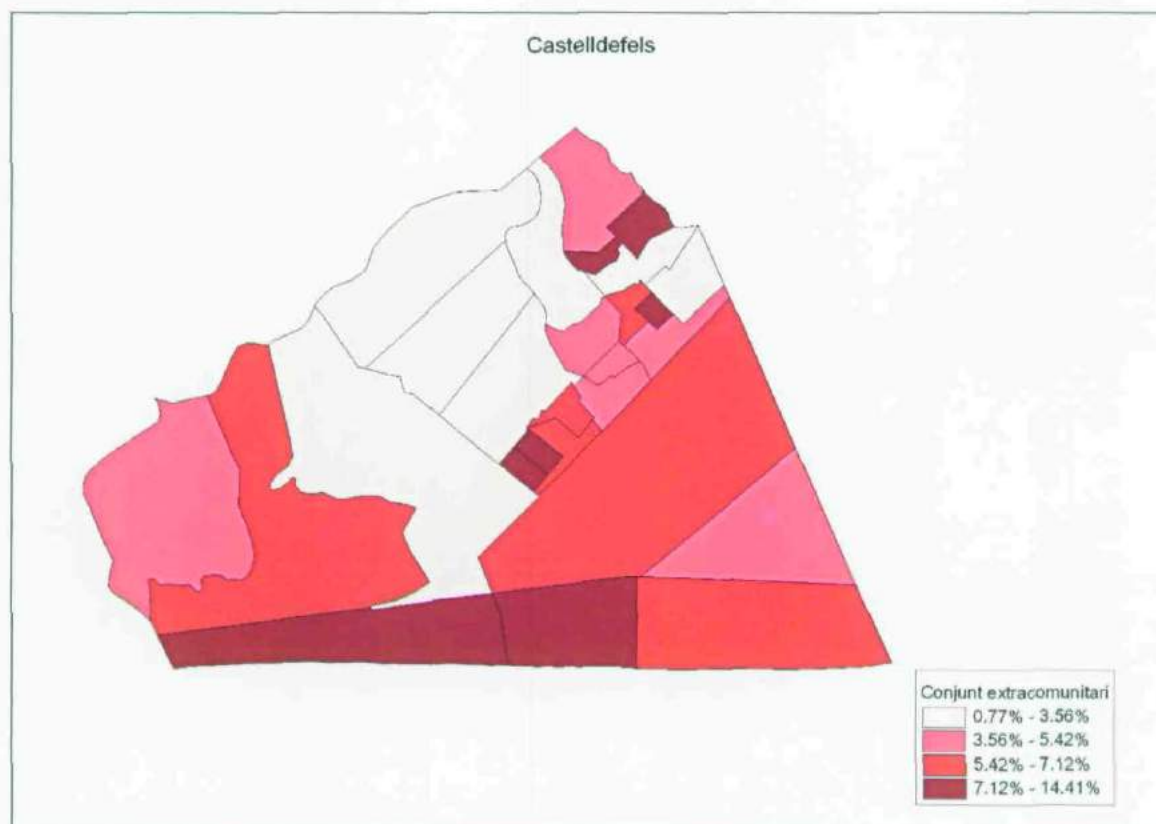 Castelldefels
Conjunt extracomunitari
0.77% - 3.56%
3.56% - 5.42%
5.42% - 7.12%
7.12% - 14.41%